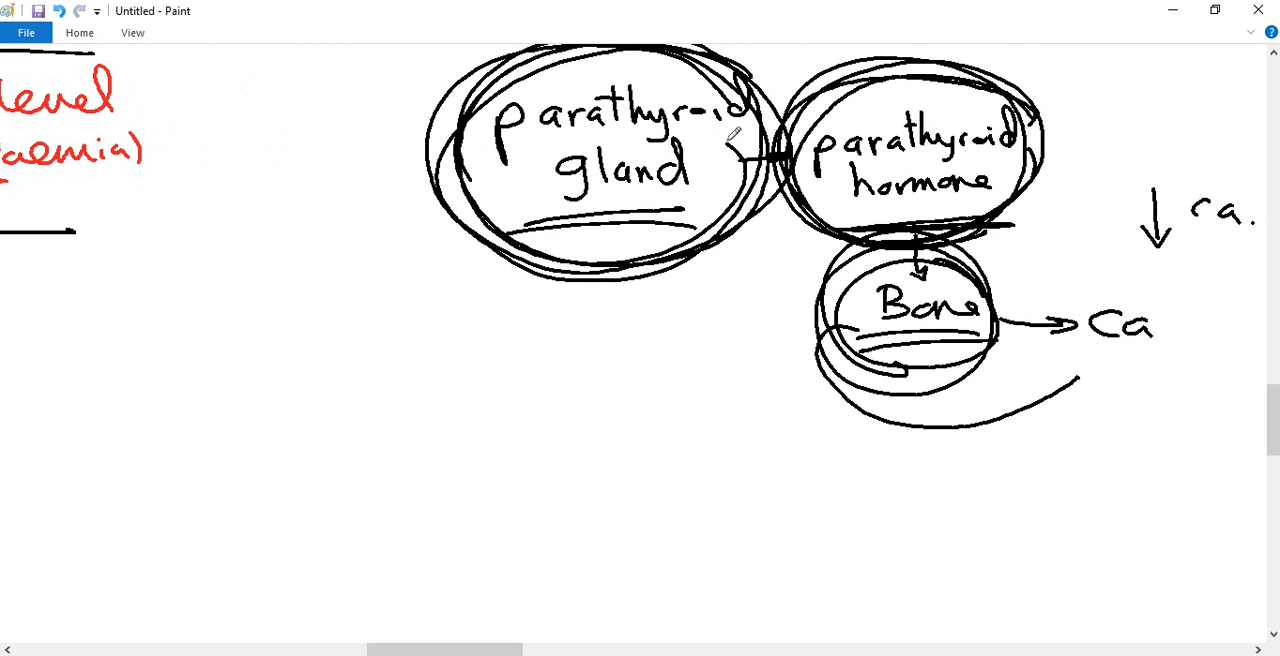 Untitled - Paint
File Home View
level
aemia)
parathyroid
gland
parathyroid
hormone
↓ ca.
Bone → Ca